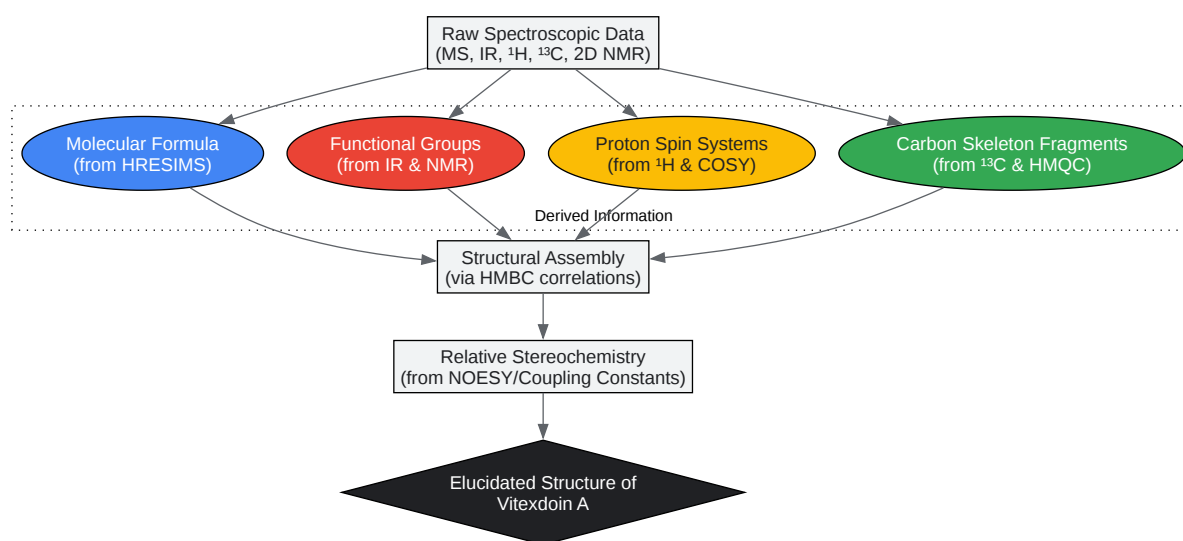 Raw Spectroscopic Data
(MS, IR, ¹H, ¹³C, 2D NMR)
Molecular Formula
(from HRESIMS)
Functional Groups
(from IR & NMR)
Proton Spin Systems
(from ¹H & COSY)
Carbon Skeleton Fragments
(from ¹³C & HMQC)
Derived Information
Structural Assembly
(via HMBC correlations)
Relative Stereochemistry
(from NOESY/Coupling Constants)
Elucidated Structure of
Vitexdoin A